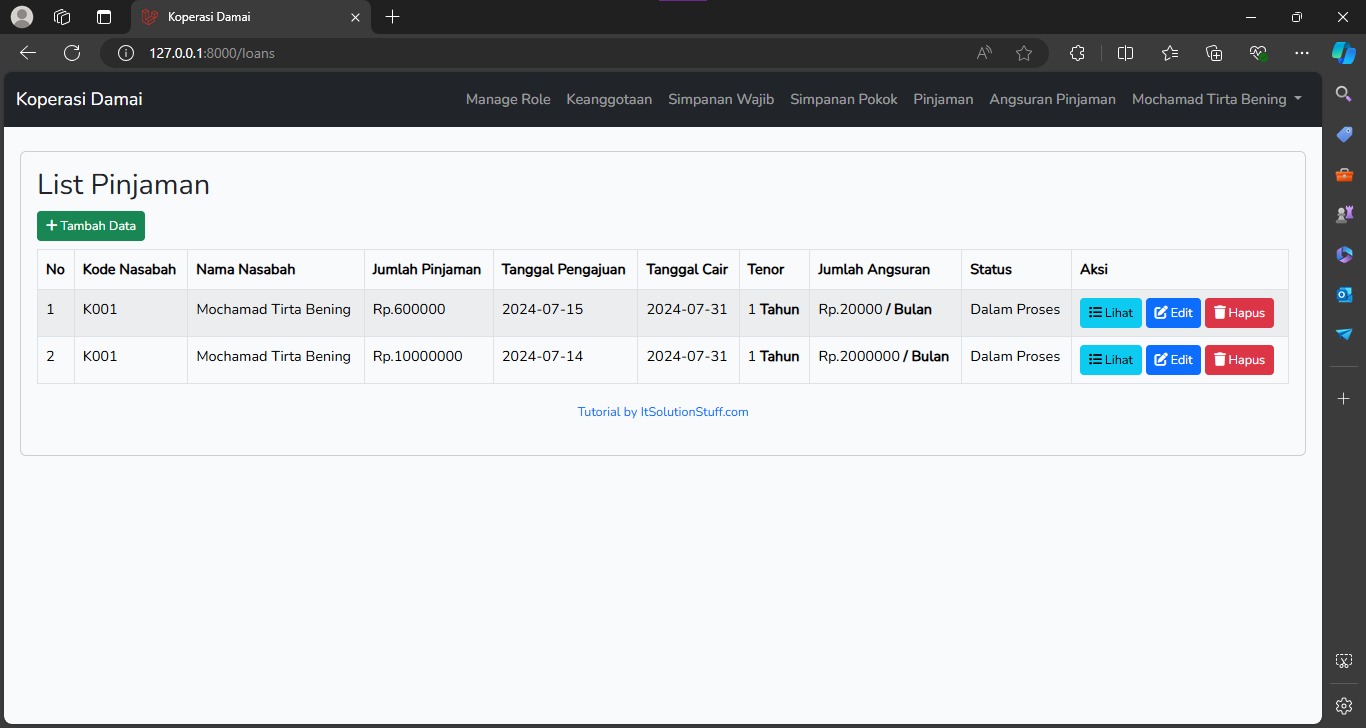 Koperasi Damai
127.0.0.1:8000/loans
Koperasi Damai Manage Role Keanggotaan Simpanan Wajib Simpanan Pokok Pinjaman Angsuran Pinjaman Mochamad Tirta Bening
List Pinjaman
Tambah Data
No Kode Nasabah Nama Nasabah Jumlah Pinjaman Tanggal Pengajuan Tanggal Cair Tenor Jumlah Angsuran Status Aksi
1 K001 Mochamad Tirta Bening Rp.600000 2024-07-15 2024-07-31 1 Tahun Rp.20000 / Bulan Dalam Proses Lihat Edit Hapus
2 K001 Mochamad Tirta Bening Rp.10000000 2024-07-14 2024-07-31 1 Tahun Rp.2000000 / Bulan Dalam Proses Lihat Edit Hapus
Tutorial by ItSolutionStuff.com